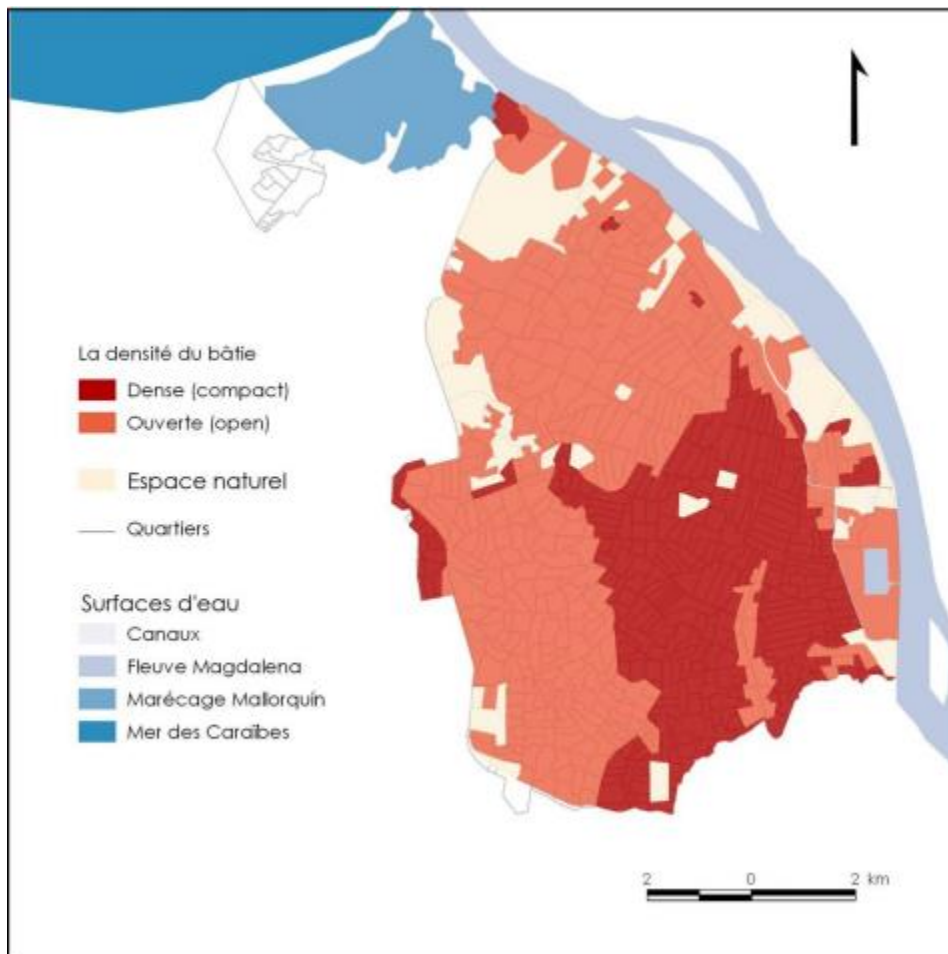 La densité du bâtie
Dense (compact)
Ouverte (open)
Espace naturel
Quartiers
Surfaces d'eau
Canaux
Fleuve Magdalena
Marécage Mallorquín
Mer des Caraïbes
2 0 2 km